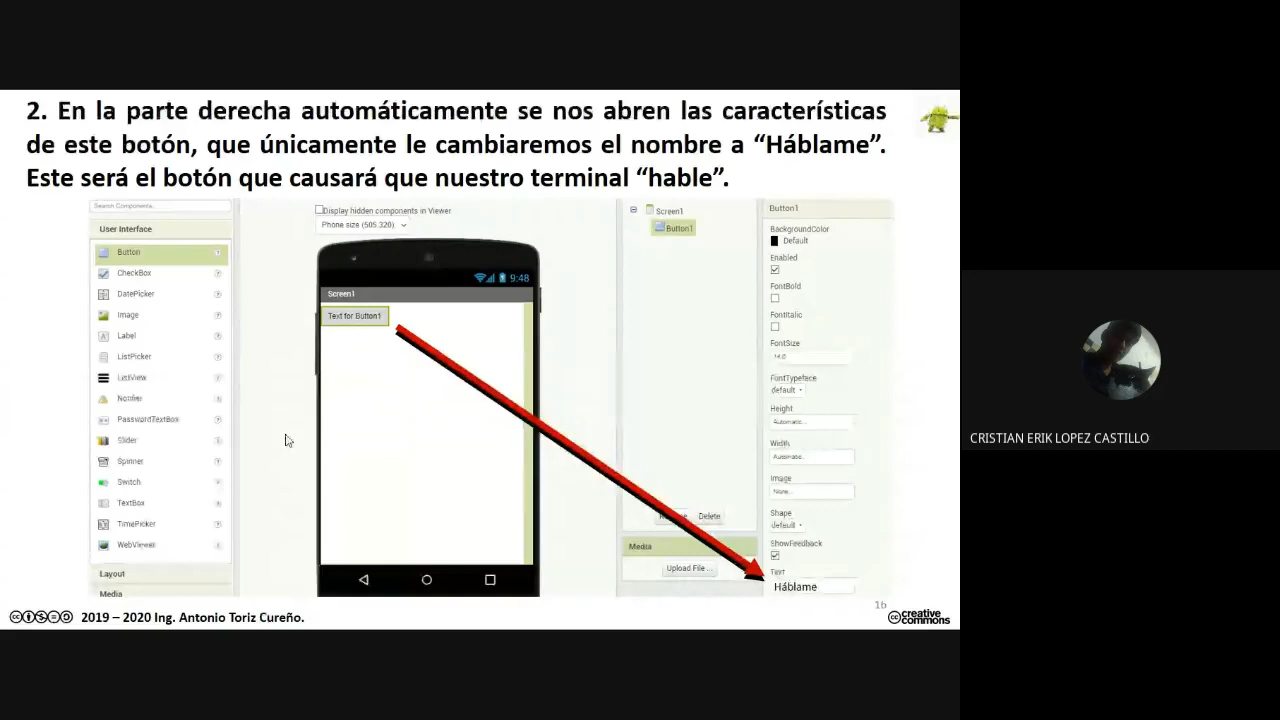 2. En la parte derecha automáticamente se nos abren las características
de este botón, que únicamente le cambiaremos el nombre a “Háblame”.
Este será el botón que causará que nuestro terminal “hable”.
Search Components...
User Interface
Button
CheckBox
DatePicker
Image
Label
ListPicker
ListView
Notifier
PasswordTextBox
Slider
Spinner
Switch
TextBox
TimePicker
WebViewer
Layout
Media
Display hidden components in Viewer
Phone size (505,320)
9:48
Screen1
Text for Button1
Screen1
Button1
Delete
Media
Upload File ...
Button1
BackgroundColor
Default
Enabled
FontBold
FontItalic
FontSize
14.0
FontTypeface
default
Height
Automatic...
Width
Automatic...
Image
None...
Shape
default
ShowFeedback
Text
Háblame
16
2019 – 2020 Ing. Antonio Toriz Cureño.
cc creative
commons
CRISTIAN ERIK LOPEZ CASTILLO